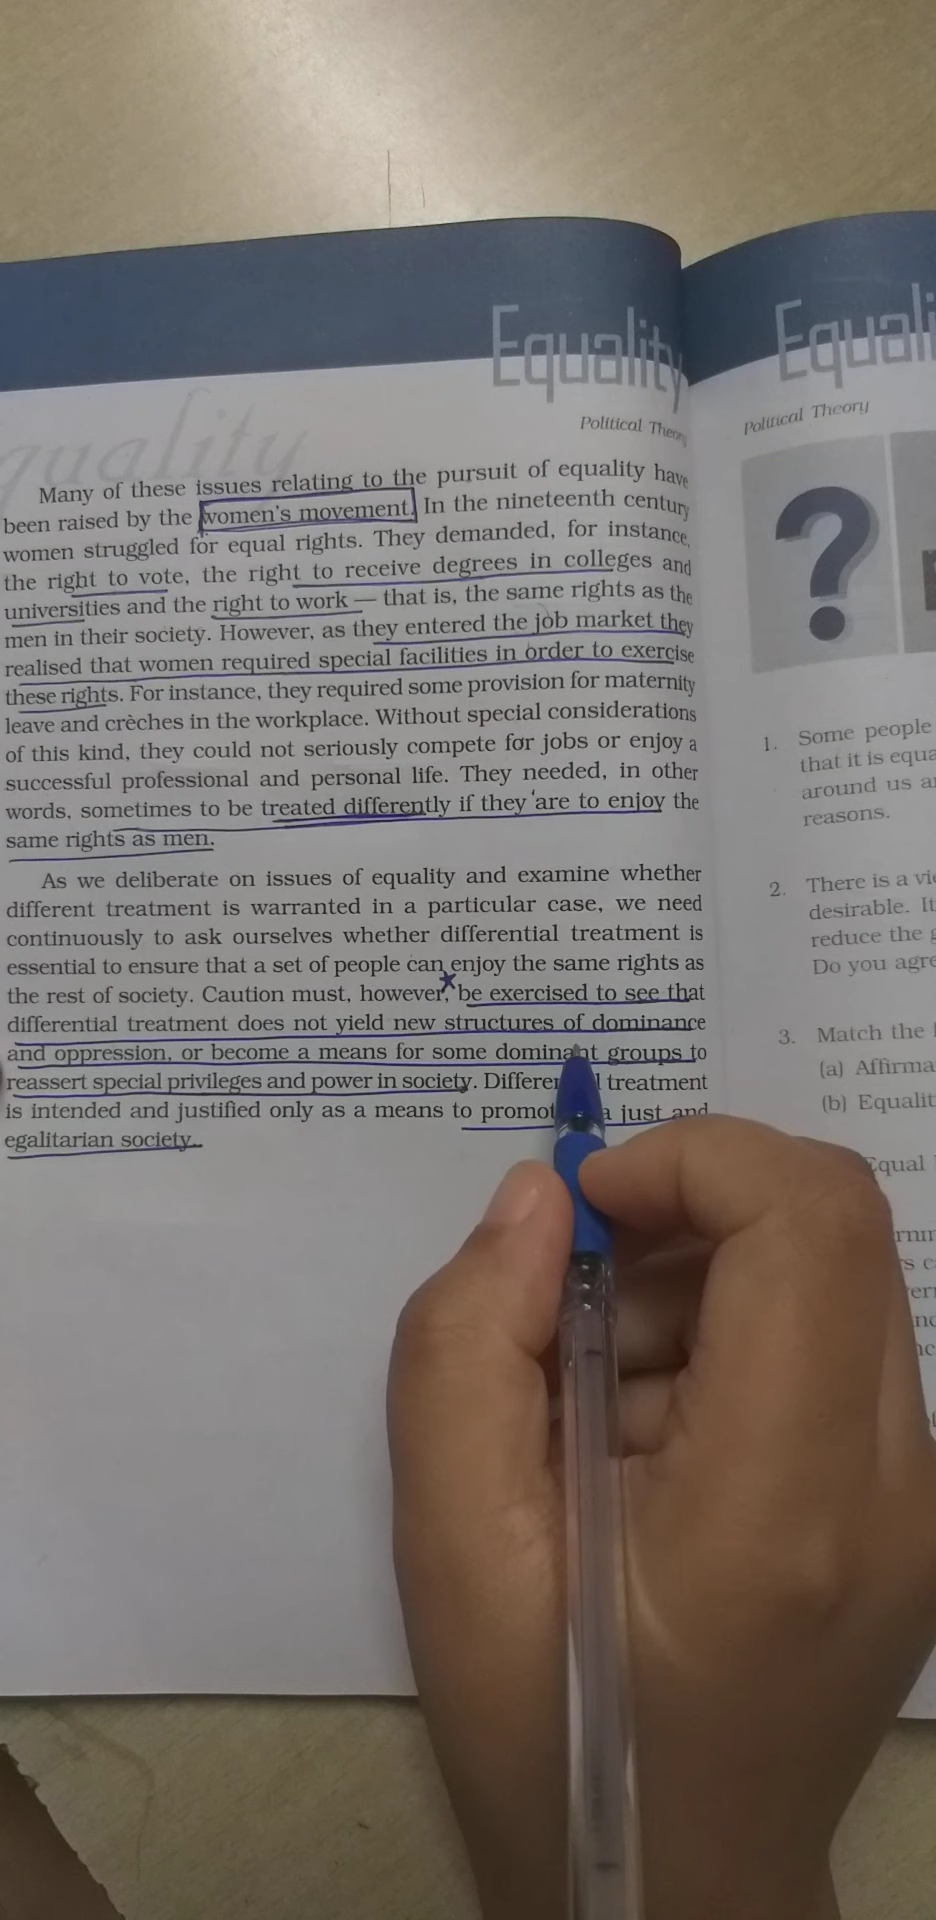 Equality
Political Theory
quality
Many of these issues relating to the pursuit of equality have
been raised by the women's movement. In the nineteenth century
women struggled for equal rights. They demanded, for instance,
the right to vote, the right to receive degrees in colleges and
universities and the right to work — that is, the same rights as the
men in their society. However, as they entered the job market they
realised that women required special facilities in order to exercise
these rights. For instance, they required some provision for maternity
leave and crèches in the workplace. Without special considerations
of this kind, they could not seriously compete for jobs or enjoy a
successful professional and personal life. They needed, in other
words, sometimes to be treated differently if they are to enjoy the
same rights as men.
As we deliberate on issues of equality and examine whether
different treatment is warranted in a particular case, we need
continuously to ask ourselves whether differential treatment is
essential to ensure that a set of people can enjoy the same rights as
the rest of society. Caution must, however, be exercised to see that
differential treatment does not yield new structures of dominance
and oppression, or become a means for some dominant groups to
reassert special privileges and power in society. Differen l treatment
is intended and justified only as a means to promot a just and
egalitarian society.
Equali
Political Theory
?
1. Some people
that it is equa
around us a
reasons.
2. There is a vi
desirable. It
reduce the g
Do you agre
3. Match the
(a) Affirma
(b) Equalit
Equal